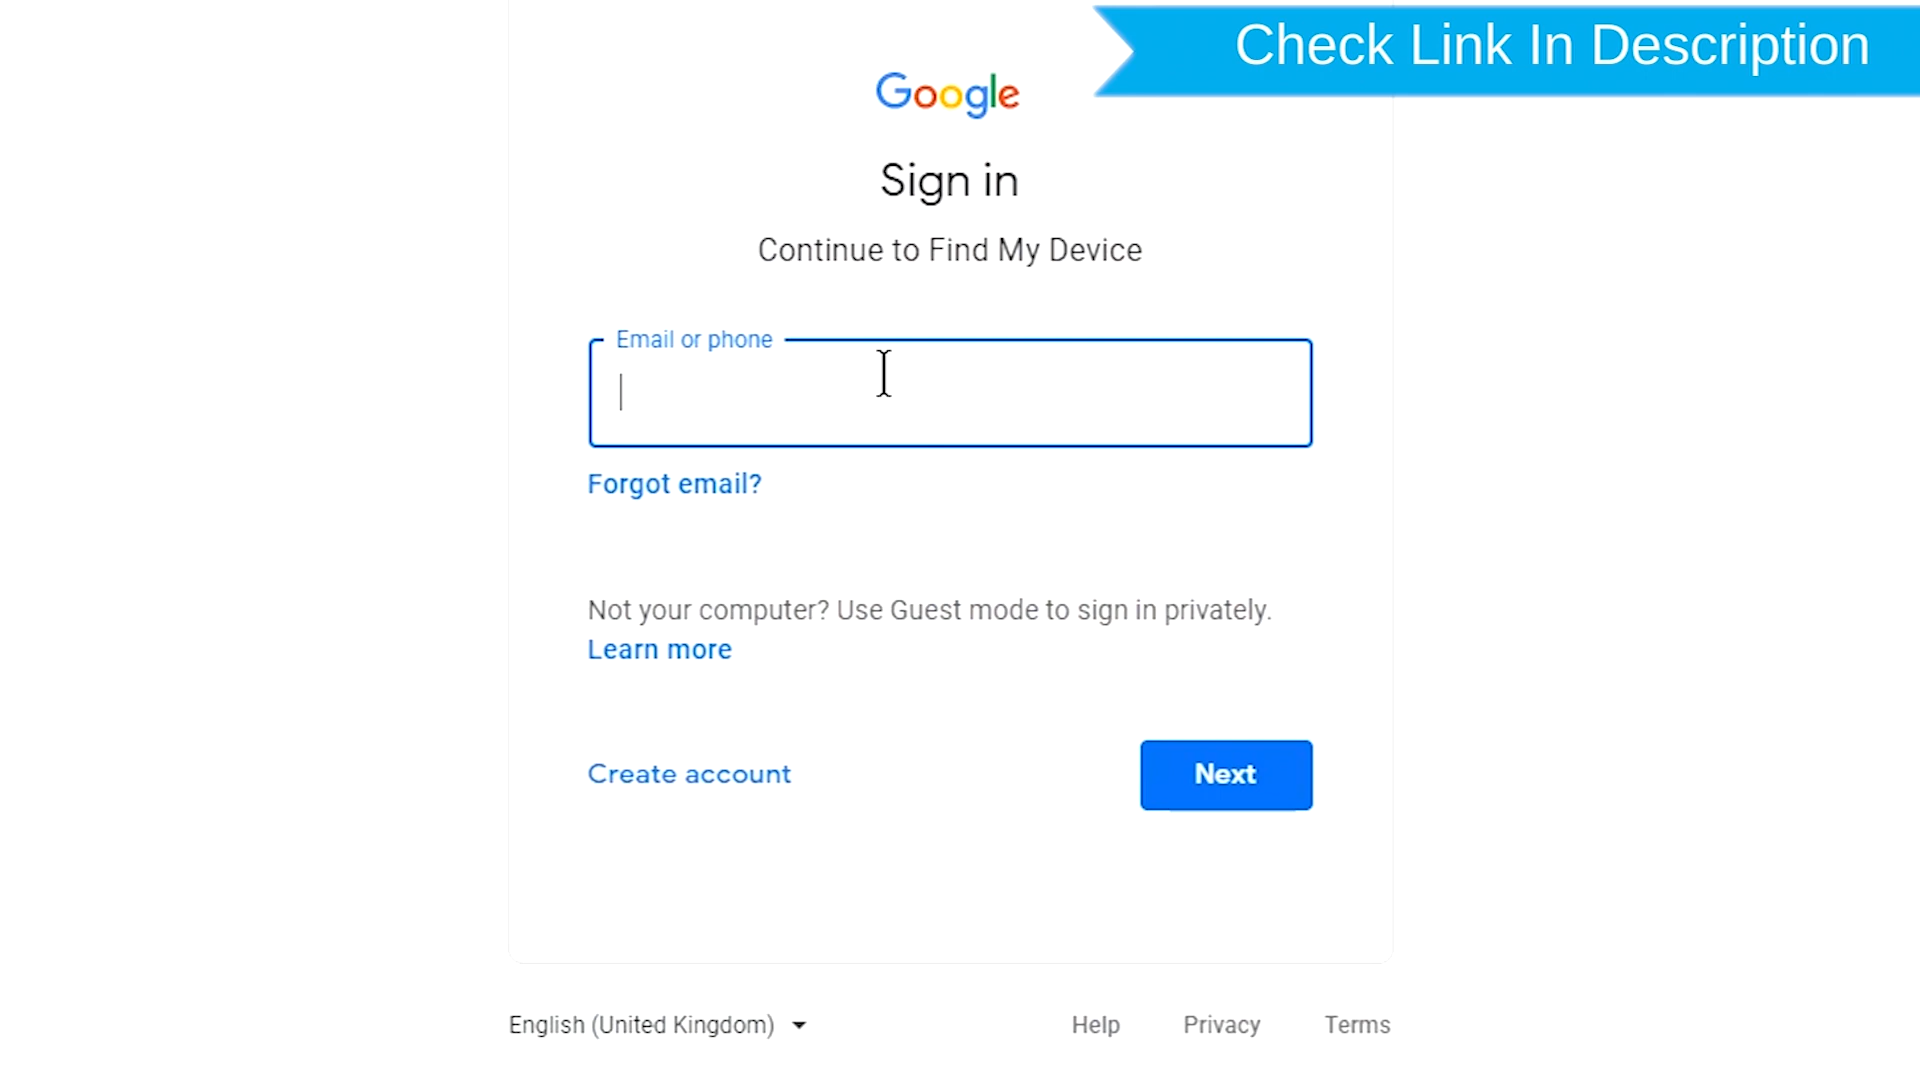 Check Link In Description
Google
Sign in
Continue to Find My Device
Email or phone
Forgot email?
Not your computer? Use Guest mode to sign in privately.
Learn more
Create account
Next
English (United Kingdom)
Help
Privacy
Terms